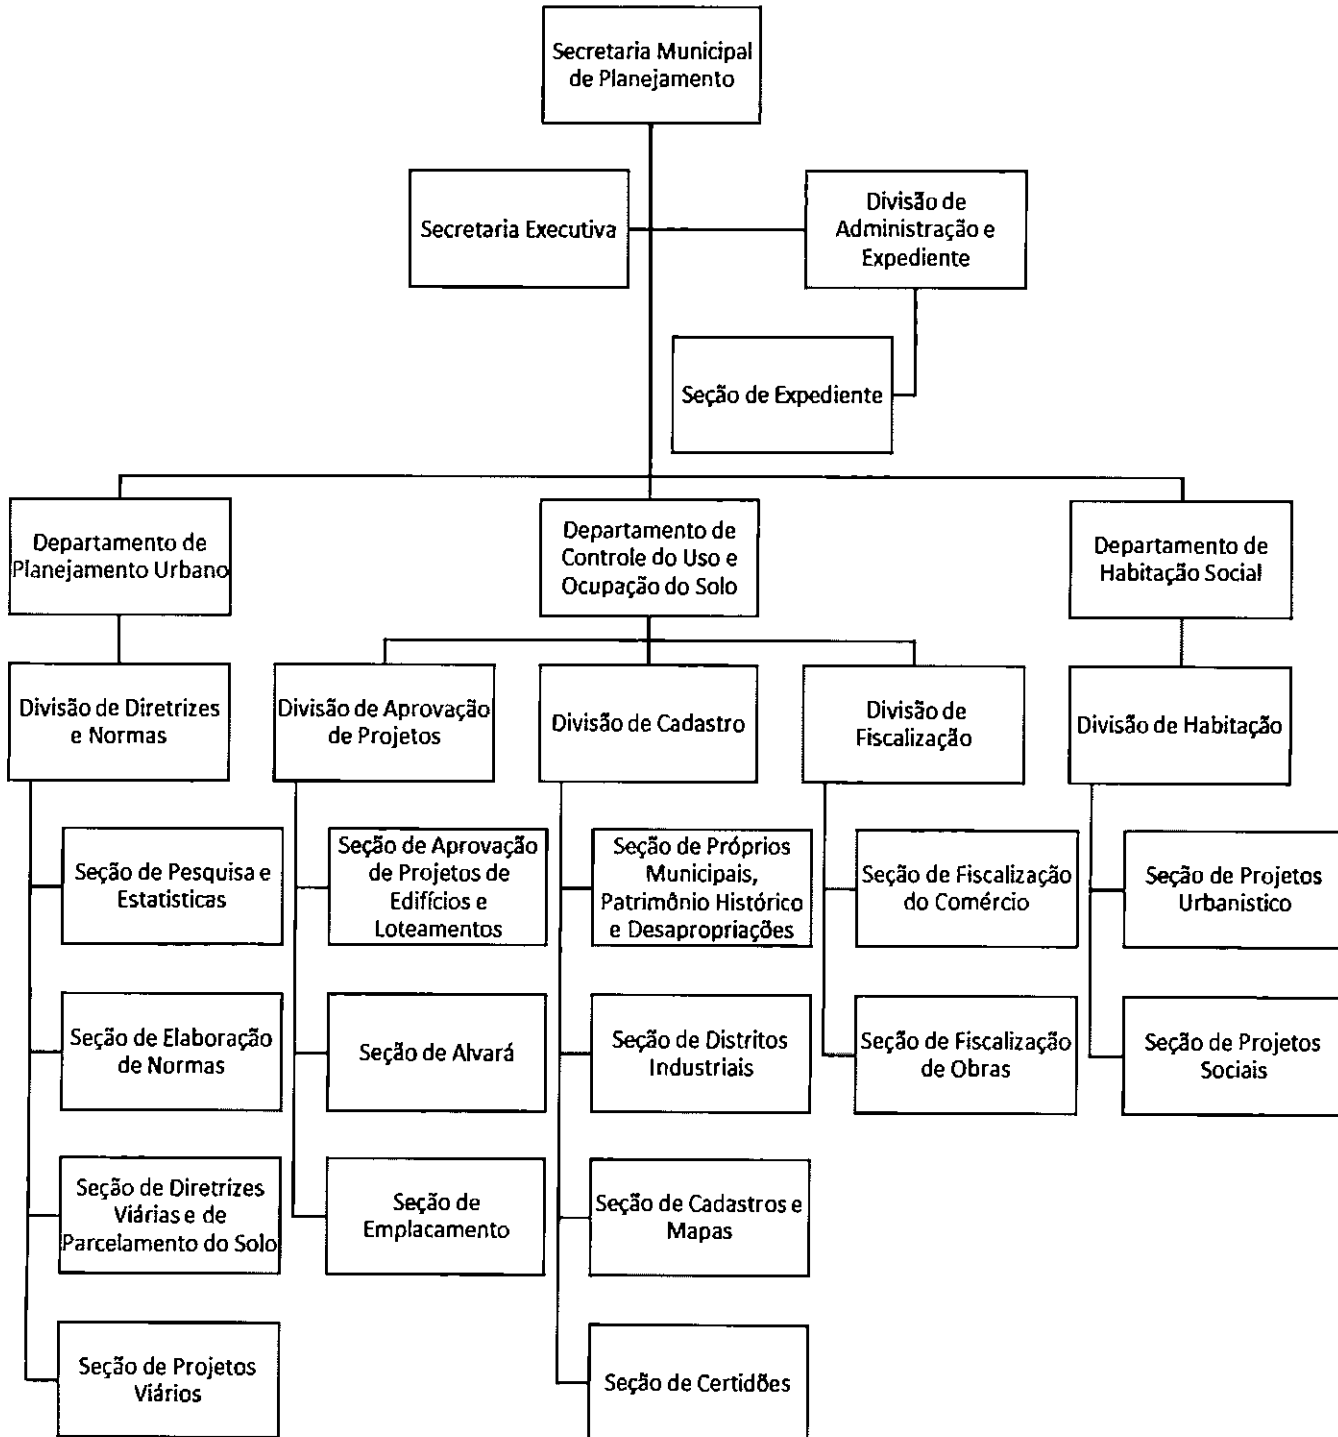 Secretaria Municipal
de Planejamento
Secretaria Executiva
Divisão de
Administração e
Expediente
Seção de Expediente
Departamento de
Planejamento Urbano
Departamento de
Controle do Uso e
Ocupação do Solo
Departamento de
Habitação Social
Divisão de Diretrizes
e Normas
Divisão de Aprovação
de Projetos
Divisão de Cadastro
Divisão de
Fiscalização
Divisão de Habitação
Seção de Pesquisa e
Estatisticas
Seção de Aprovação
de Projetos de
Edifícios e
Loteamentos
Seção de Próprios
Municipais,
Patrimônio Histórico
e Desapropriações
Seção de Fiscalização
do Comércio
Seção de Projetos
Urbanistico
Seção de Elaboração
de Normas
Seção de Alvará
Seção de Distritos
Industriais
Seção de Fiscalização
de Obras
Seção de Projetos
Sociais
Seção de Diretrizes
Viárias e de
Parcelamento do Solo
Seção de
Emplacamento
Seção de Cadastros e
Mapas
Seção de Projetos
Viários
Seção de Certidões